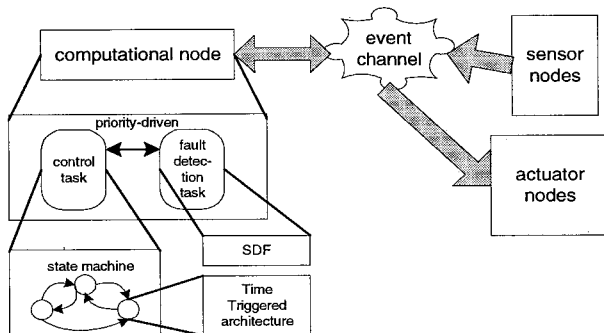 computational node
event
channel
sensor
nodes
priority-driven
control
task
fault
detec-
tion
task
actuator
nodes
SDF
state machine
Time
Triggered
architecture